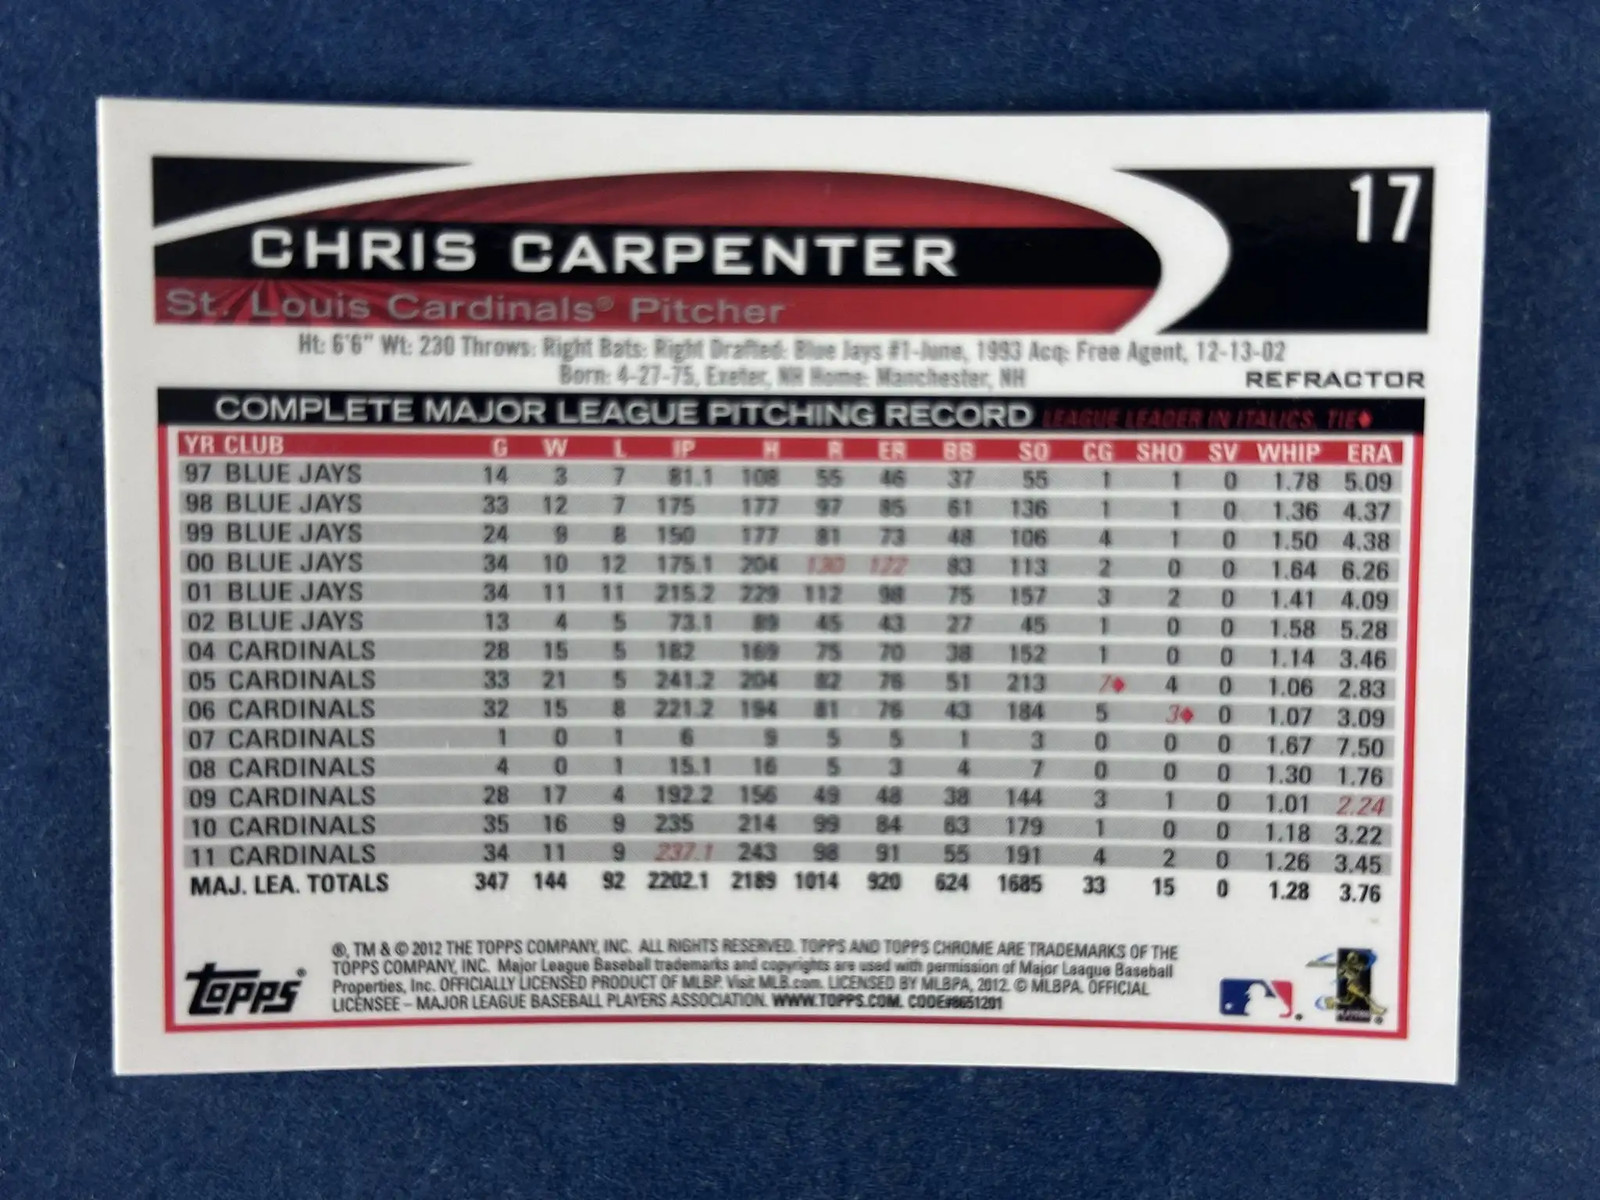 17
CHRIS CARPENTER
St. Louis Cardinals® Pitcher
Ht: 6'6" Wt: 230 Throws: Right Bats: Right Drafted: Blue Jays #1-June, 1993 Acq: Free Agent, 12-13-02
Born: 4-27-75, Exeter, NH Home: Manchester, NH
REFRACTOR
COMPLETE MAJOR LEAGUE PITCHING RECORD LEAGUE LEADER IN ITALICS, TIE♦
YR CLUB G W L IP H R ER BB SO CG SHO SV WHIP ERA
97 BLUE JAYS 14 3 7 81.1 108 55 46 37 55 1 1 0 1.78 5.09
98 BLUE JAYS 33 12 7 175 177 97 85 61 136 1 1 0 1.36 4.37
99 BLUE JAYS 24 9 8 150 177 81 73 48 106 4 1 0 1.50 4.38
00 BLUE JAYS 34 10 12 175.1 204 130 122 83 113 2 0 0 1.64 6.26
01 BLUE JAYS 34 11 11 215.2 229 112 98 75 157 3 2 0 1.41 4.09
02 BLUE JAYS 13 4 5 73.1 89 45 43 27 45 1 0 0 1.58 5.28
04 CARDINALS 28 15 5 182 169 75 70 38 152 1 0 0 1.14 3.46
05 CARDINALS 33 21 5 241.2 204 82 76 51 213 7♦ 4 0 1.06 2.83
06 CARDINALS 32 15 8 221.2 194 81 76 43 184 5 3♦ 0 1.07 3.09
07 CARDINALS 1 0 1 6 9 5 5 1 3 0 0 0 1.67 7.50
08 CARDINALS 4 0 1 15.1 16 5 3 4 7 0 0 0 1.30 1.76
09 CARDINALS 28 17 4 192.2 156 49 48 38 144 3 1 0 1.01 2.24
10 CARDINALS 35 16 9 235 214 99 84 63 179 1 0 0 1.18 3.22
11 CARDINALS 34 11 9 237.1 243 98 91 55 191 4 2 0 1.26 3.45
MAJ. LEA. TOTALS 347 144 92 2202.1 2189 1014 920 624 1685 33 15 0 1.28 3.76
Topps®
®, TM & © 2012 THE TOPPS COMPANY, INC. ALL RIGHTS RESERVED. TOPPS AND TOPPS CHROME ARE TRADEMARKS OF THE
TOPPS COMPANY, INC. Major League Baseball trademarks and copyrights are used with permission of Major League Baseball
Properties, Inc. OFFICIALLY LICENSED PRODUCT OF MLBP. Visit MLB.com. LICENSED BY MLBPA, 2012. © MLBPA, OFFICIAL
LICENSEE – MAJOR LEAGUE BASEBALL PLAYERS ASSOCIATION. WWW.TOPPS.COM. CODE#8651201